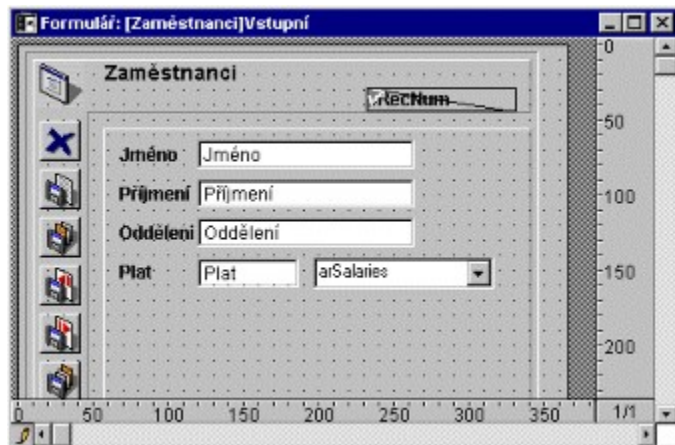 Formulář: [Zaměstnanci]Vstupní
Zaměstnanci
RecNum
Jméno Jméno
Příjmení Příjmení
Oddělení Oddělení
Plat Plat arSalaries
0
50
100
150
200
0 50 100 150 200 250 300 350 1/1